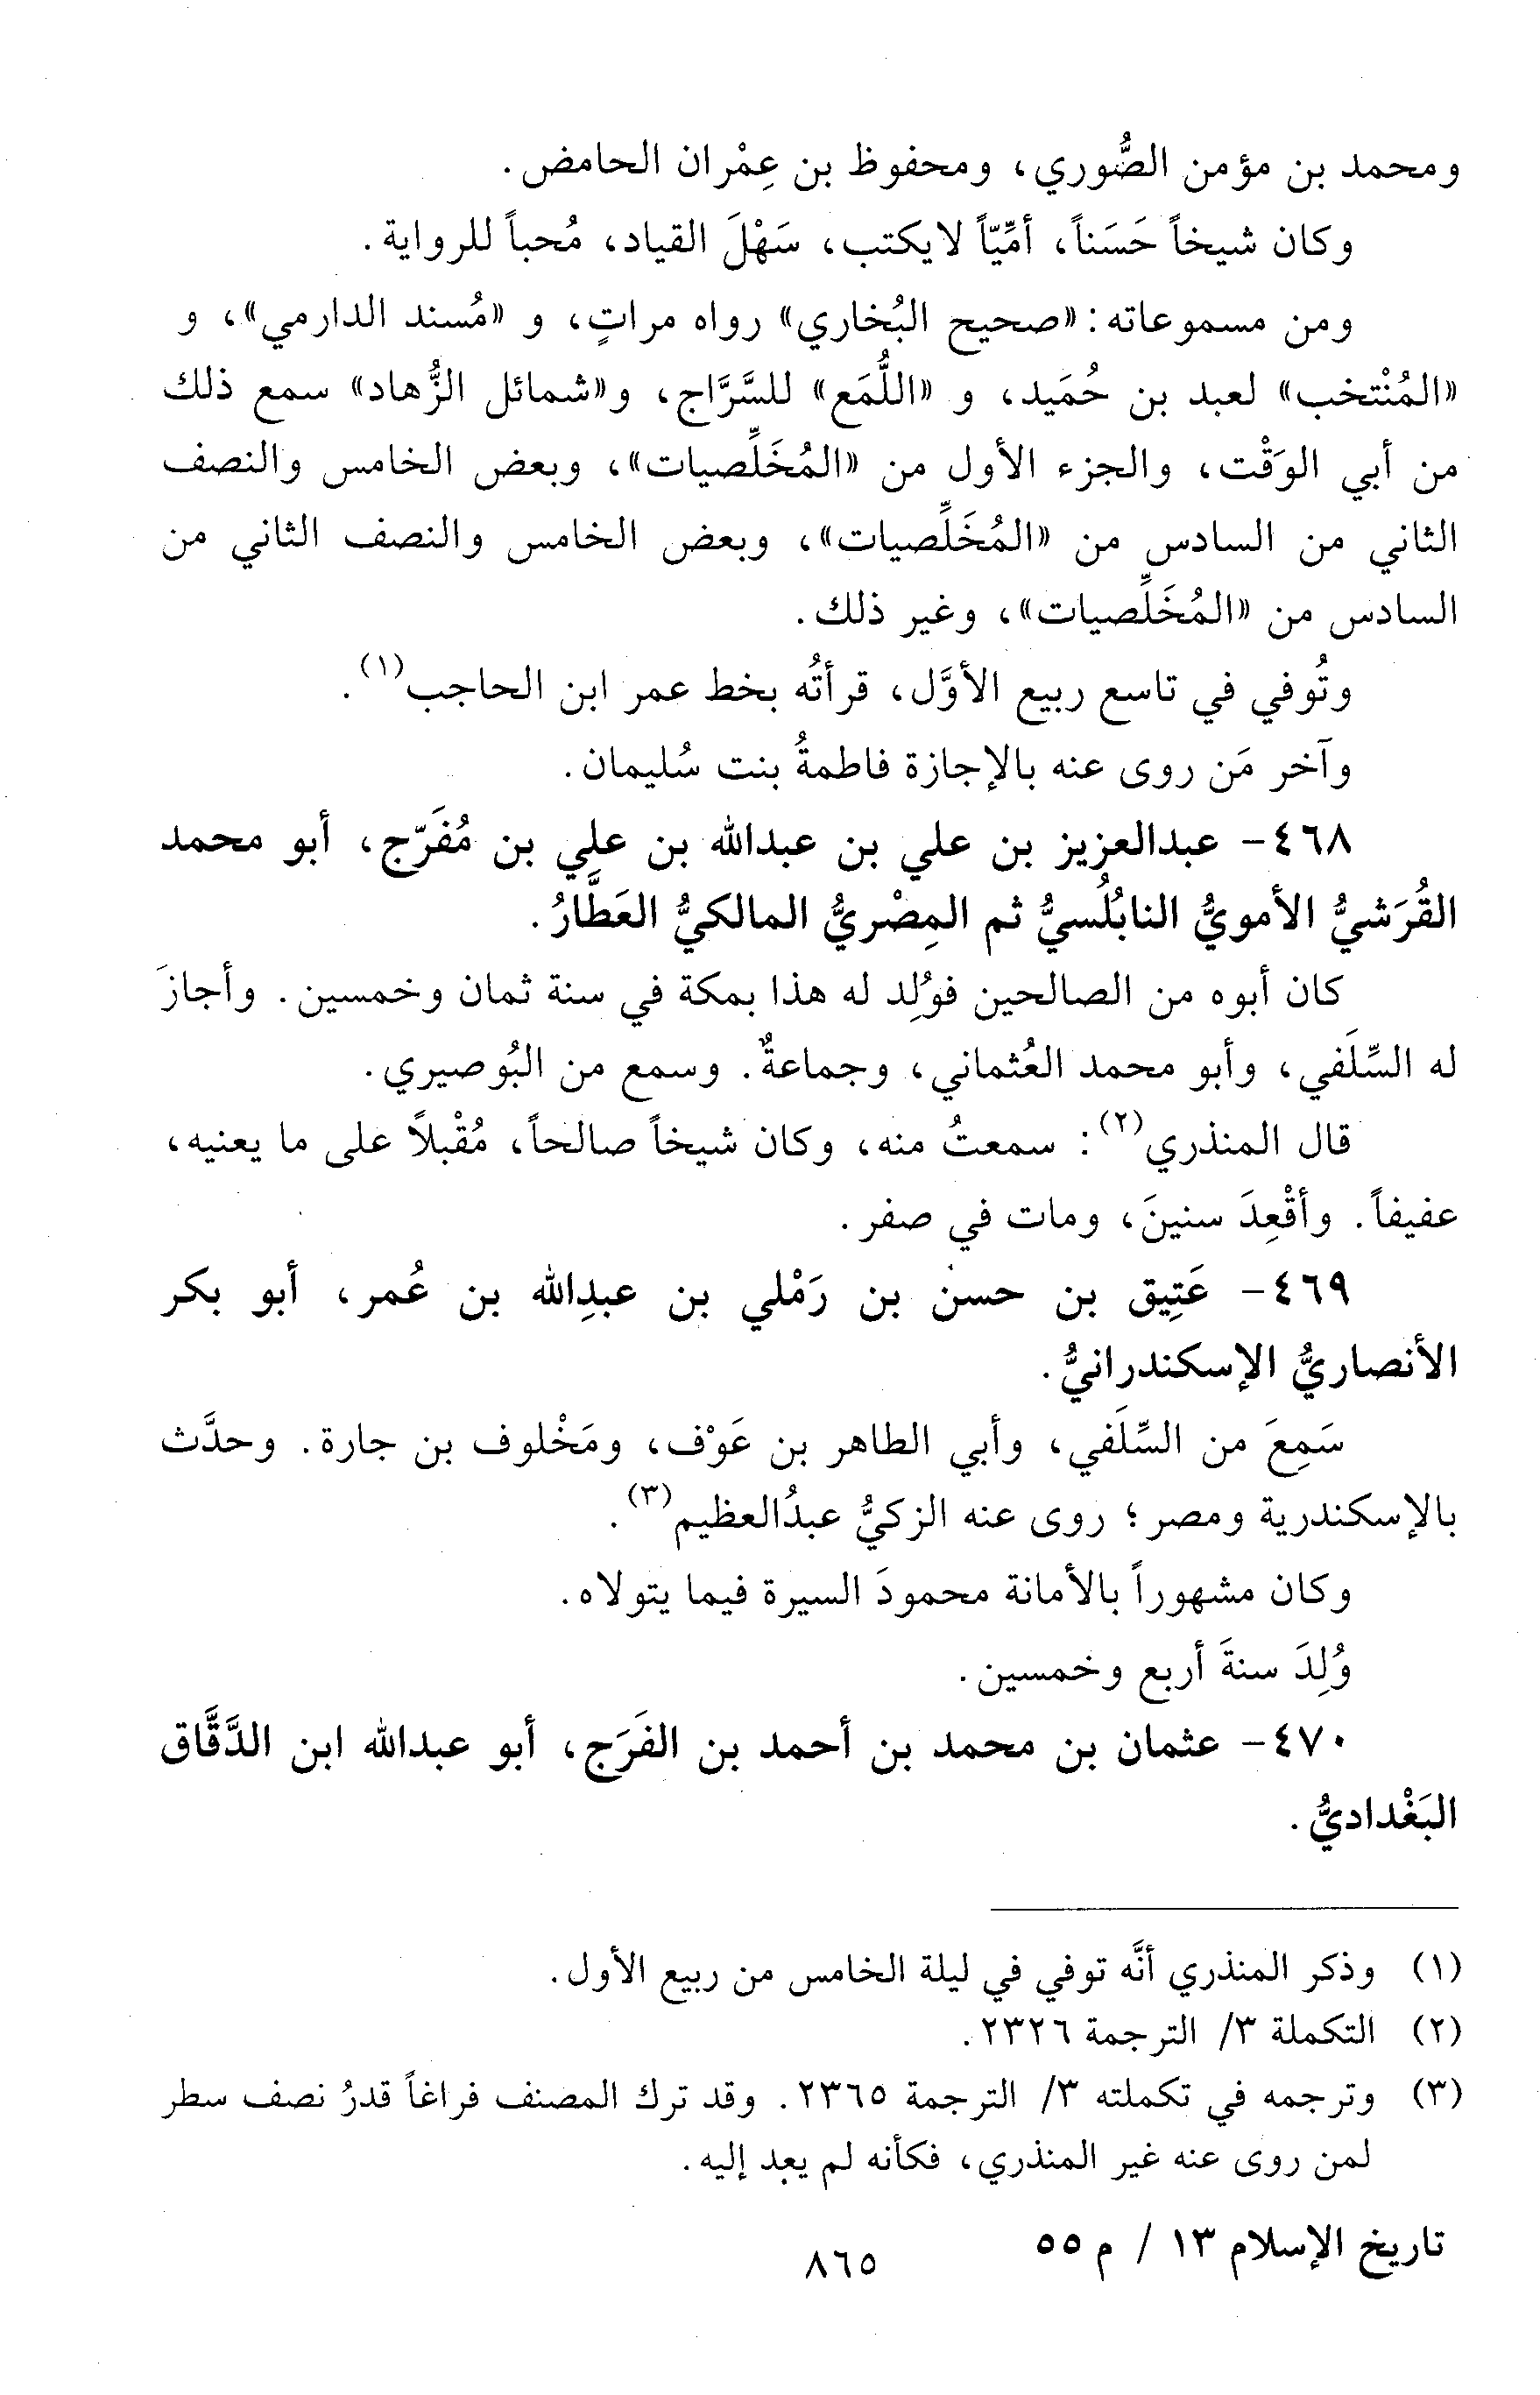 ومحمد بن مؤمن الصُّوري، ومحفوظ بن عِمْران الحامض.
وكان شيخاً حَسَناً، أمِّيّاً لايكتب، سَهْلَ القياد، مُحباً للرواية.
ومن مسموعاته: «صحيح البُخاري» رواه مراتٍ، و «مُسند الدارمي»، و
«المُنْتخب» لعبد بن حُمَيد، و «اللُّمَع» للسَّرَّاج، و«شمائل الزُّهاد» سمع ذلك
من أبي الوَقْت، والجزء الأول من «المُخَلِّصيات»، وبعض الخامس والنصف
الثاني من السادس من «المُخَلِّصيات»، وبعض الخامس والنصف الثاني من
السادس من «المُخَلِّصيات»، وغير ذلك.
وتُوفي في تاسع ربيع الأوَّل، قرأتُه بخط عمر ابن الحاجب(١).
وآخر مَن روى عنه بالإجازة فاطمةُ بنت سُليمان.
٤٦٨- عبدالعزيز بن علي بن عبدالله بن علي بن مُفَرّج، أبو محمد
القُرَشيُّ الأمويُّ النابُلُسيُّ ثم المِصْريُّ المالكيُّ العَطَّارُ.
كان أبوه من الصالحين فوُلِد له هذا بمكة في سنة ثمان وخمسين. وأجازَ
له السِّلَفي، وأبو محمد العُثماني، وجماعةٌ. وسمع من البُوصيري.
قال المنذري(٢): سمعتُ منه، وكان شيخاً صالحاً، مُقْبلاً على ما يعنيه،
عفيفاً. وأقْعِدَ سنينَ، ومات في صفر.
٤٦٩- عَتِيق بن حسن بن رَمْلي بن عبدِالله بن عُمر، أبو بكر
الأنصاريُّ الإسكندرانيُّ.
سَمِعَ من السِّلَفي، وأبي الطاهر بن عَوْف، ومَخْلوف بن جارة. وحدَّث
بالإسكندرية ومصر؛ روى عنه الزكيُّ عبدُالعظيم(٣).
وكان مشهوراً بالأمانة محمودَ السيرة فيما يتولاه.
وُلِدَ سنةَ أربع وخمسين.
٤٧٠- عثمان بن محمد بن أحمد بن الفَرَج، أبو عبدالله ابن الدَّقَّاق
البَغْداديُّ.
(١) وذكر المنذري أنَّه توفي في ليلة الخامس من ربيع الأول.
(٢) التكملة ٣/ الترجمة ٢٣٢٦.
(٣) وترجمه في تكملته ٣/ الترجمة ٢٣٦٥. وقد ترك المصنف فراغاً قدرُ نصف سطر
لمن روى عنه غير المنذري، فكأنه لم يعد إليه.
تاريخ الإسلام ١٣ / م ٥٥
٨٦٥